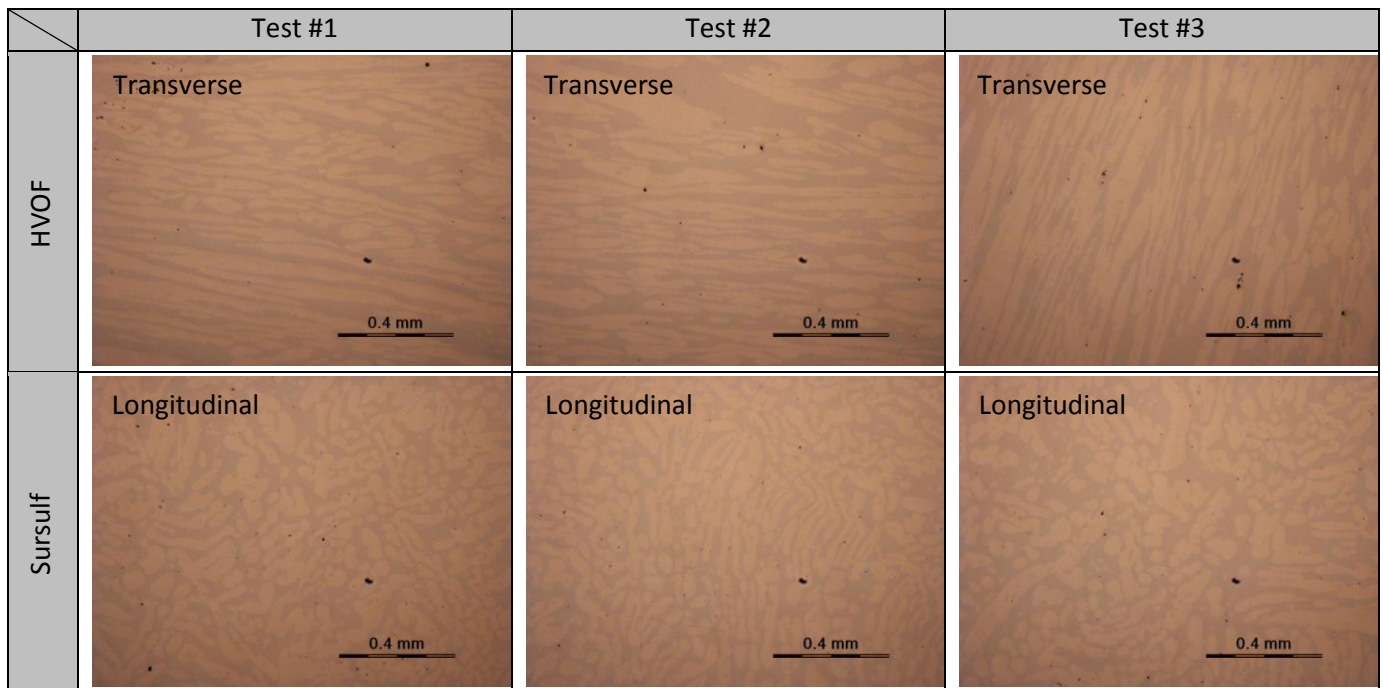 Test #1
Test #2
Test #3
HVOF
Transverse
Transverse
Transverse
0.4 mm
0.4 mm
0.4 mm
Sursulf
Longitudinal
Longitudinal
Longitudinal
0.4 mm
0.4 mm
0.4 mm